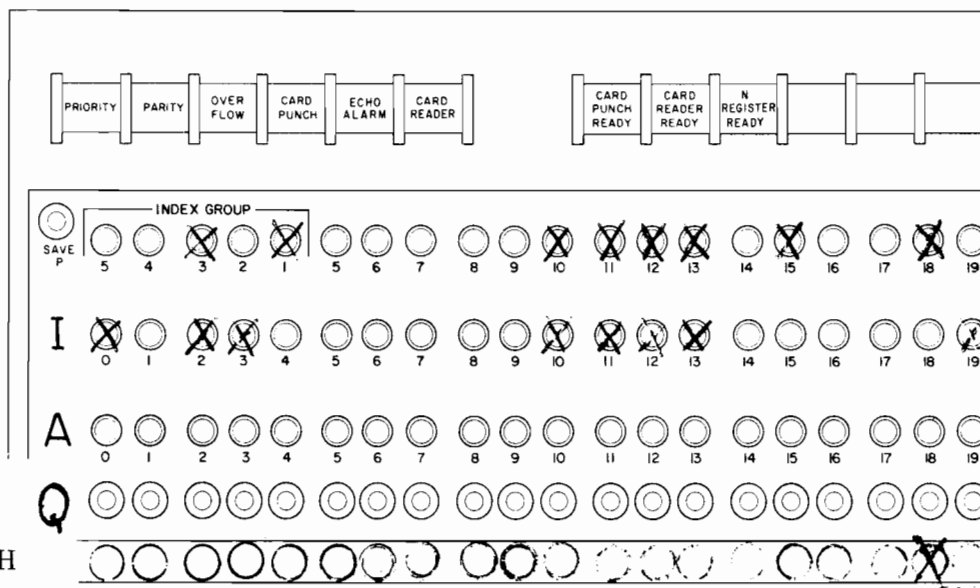 PRIORITY PARITY OVER FLOW CARD PUNCH ECHO ALARM CARD READER CARD PUNCH READY CARD READER READY N REGISTER READY
INDEX GROUP
SAVE P
5 4 3 2 1 5 6 7 8 9 10 11 12 13 14 15 16 17 18 19
I
0 1 2 3 4 5 6 7 8 9 10 11 12 13 14 15 16 17 18 19
A
0 1 2 3 4 5 6 7 8 9 10 11 12 13 14 15 16 17 18 19
Q
H